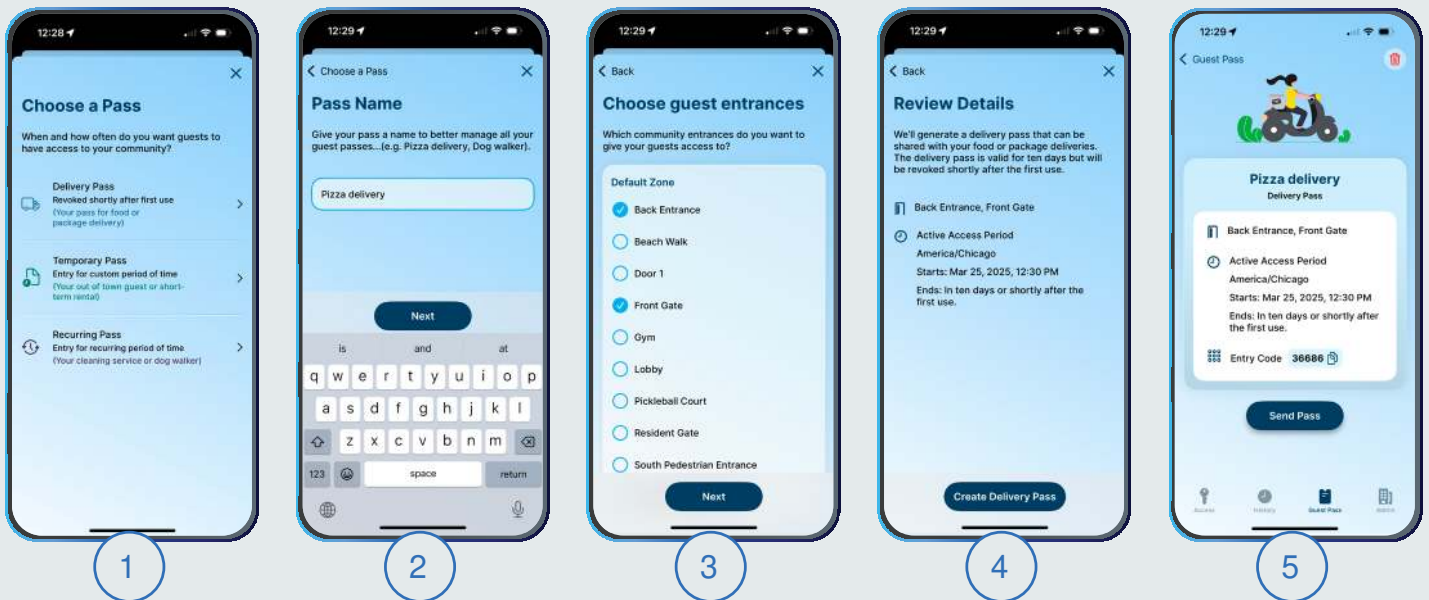 12:28
Choose a Pass
When and how often do you want guests to
have access to your community?
Delivery Pass
Revoked shortly after first use
(Your pass for food or
package delivery)
Temporary Pass
Entry for custom period of time
(Your out of town guest or short-
term rental)
Recurring Pass
Entry for recurring period of time
(Your cleaning service or dog walker)
1
12:29
Choose a Pass
Pass Name
Give your pass a name to better manage all your
guest passes...(e.g. Pizza delivery, Dog walker).
Pizza delivery
Next
is and at
q w e r t y u i o p
a s d f g h j k l
z x c v b n m
123 space return
2
12:29
Back
Choose guest entrances
Which community entrances do you want to
give your guests access to?
Default Zone
Back Entrance
Beach Walk
Door 1
Front Gate
Gym
Lobby
Pickleball Court
Resident Gate
South Pedestrian Entrance
Next
3
12:29
Back
Review Details
We'll generate a delivery pass that can be
shared with your food or package deliveries.
The delivery pass is valid for ten days but will
be revoked shortly after the first use.
Back Entrance, Front Gate
Active Access Period
America/Chicago
Starts: Mar 25, 2025, 12:30 PM
Ends: In ten days or shortly after the
first use.
Create Delivery Pass
4
12:29
Guest Pass
Pizza delivery
Delivery Pass
Back Entrance, Front Gate
Active Access Period
America/Chicago
Starts: Mar 25, 2025, 12:30 PM
Ends: In ten days or shortly after
the first use.
Entry Code 36686
Send Pass
Access History Guest Pass
5